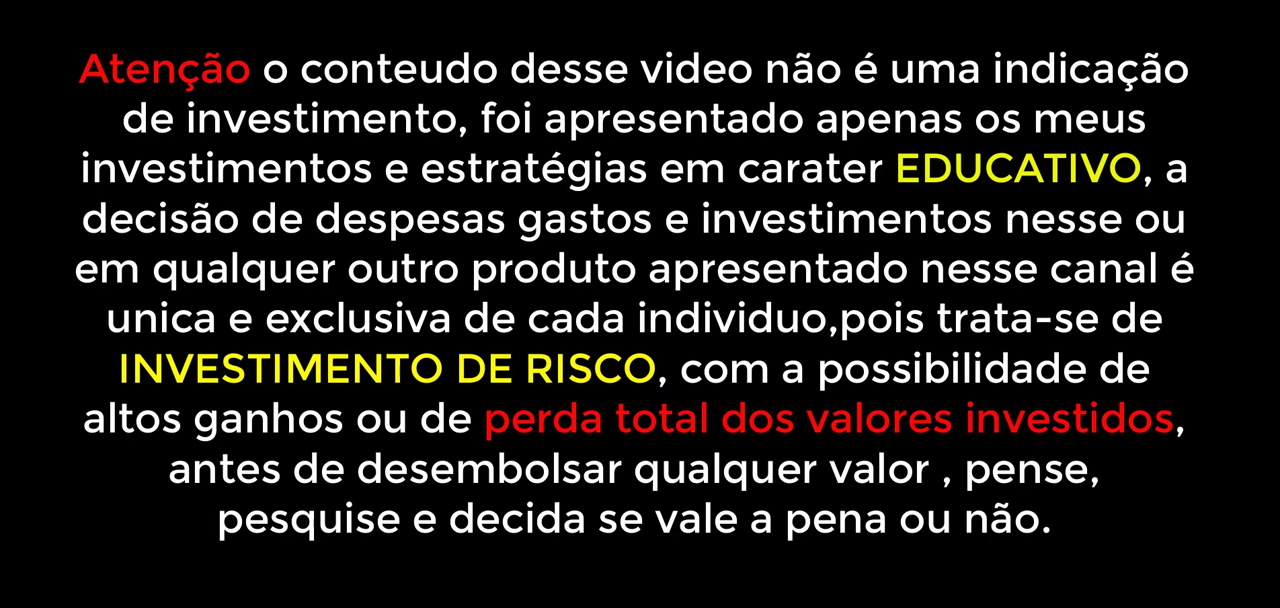 Atenção o conteudo desse video não é uma indicação
de investimento, foi apresentado apenas os meus
investimentos e estratégias em carater EDUCATIVO, a
decisão de despesas gastos e investimentos nesse ou
em qualquer outro produto apresentado nesse canal é
unica e exclusiva de cada individuo,pois trata-se de
INVESTIMENTO DE RISCO, com a possibilidade de
altos ganhos ou de perda total dos valores investidos,
antes de desembolsar qualquer valor , pense,
pesquise e decida se vale a pena ou não.